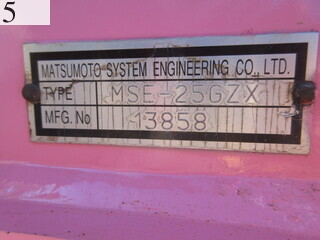 5
MATSUMOTO SYSTEM ENGINEERING CO., LTD.
TYPE MSE-25GZX
MFG. No 13858